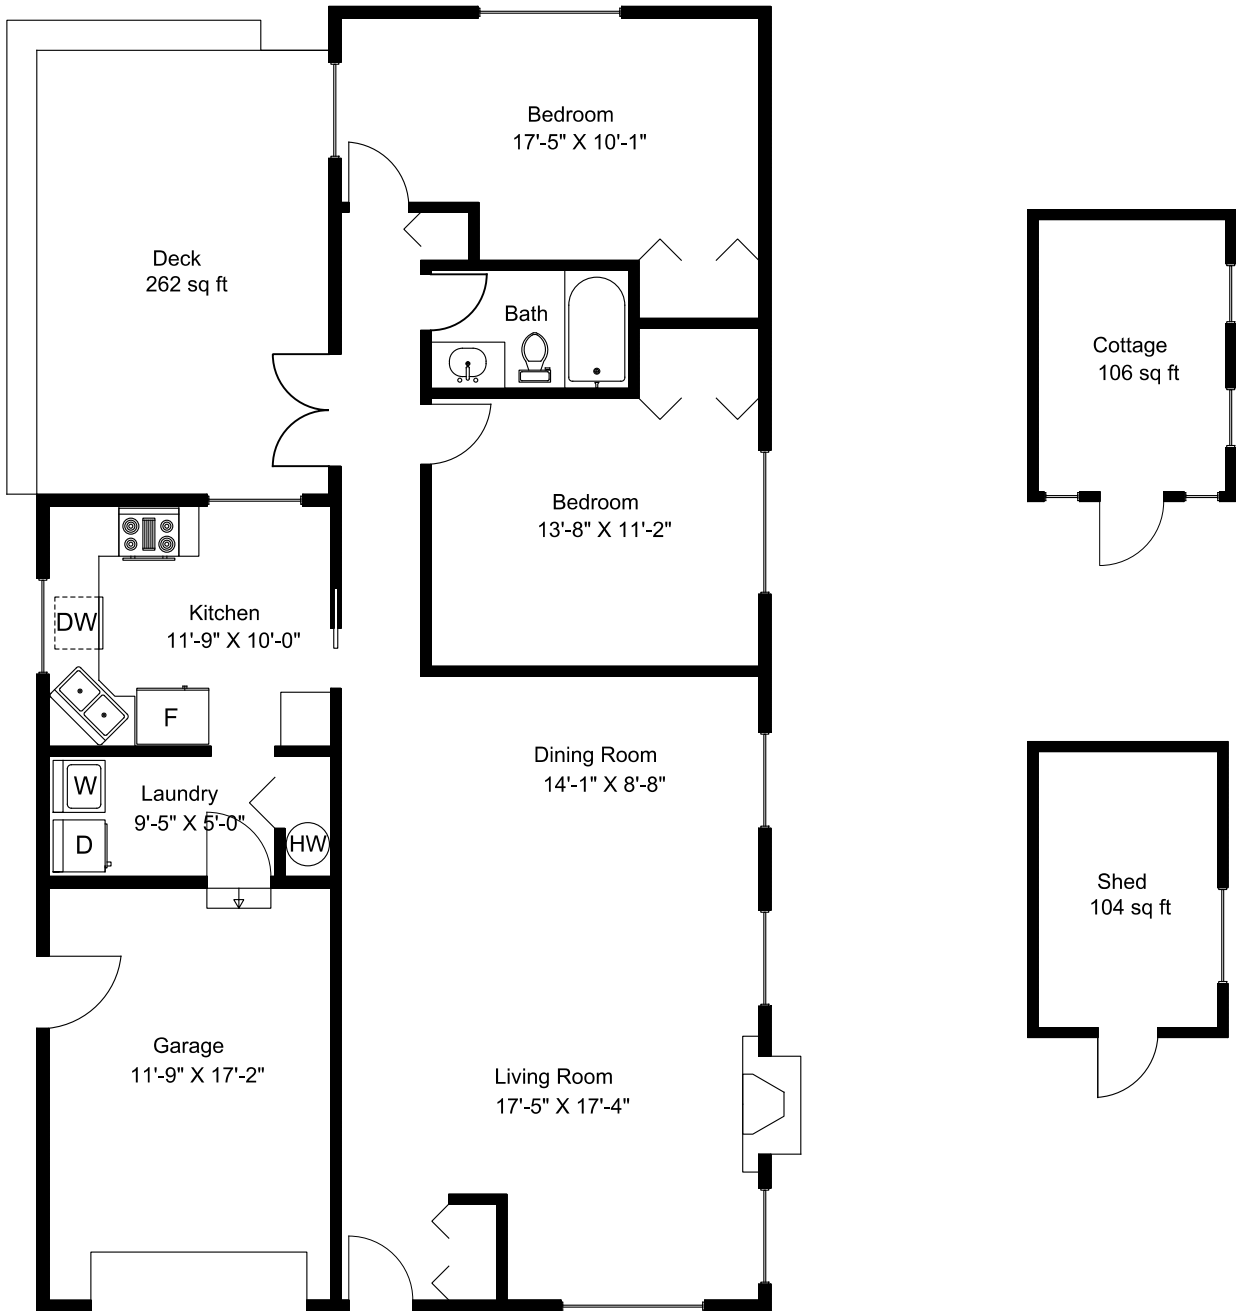 Bedroom
17'-5" X 10'-1"
Deck
262 sq ft
Bath
Cottage
106 sq ft
Bedroom
13'-8" X 11'-2"
Kitchen
11'-9" X 10'-0"
DW
F
Dining Room
14'-1" X 8'-8"
W
Laundry
9'-5" X 5'-0"
D
HW
Shed
104 sq ft
Garage
11'-9" X 17'-2"
Living Room
17'-5" X 17'-4"